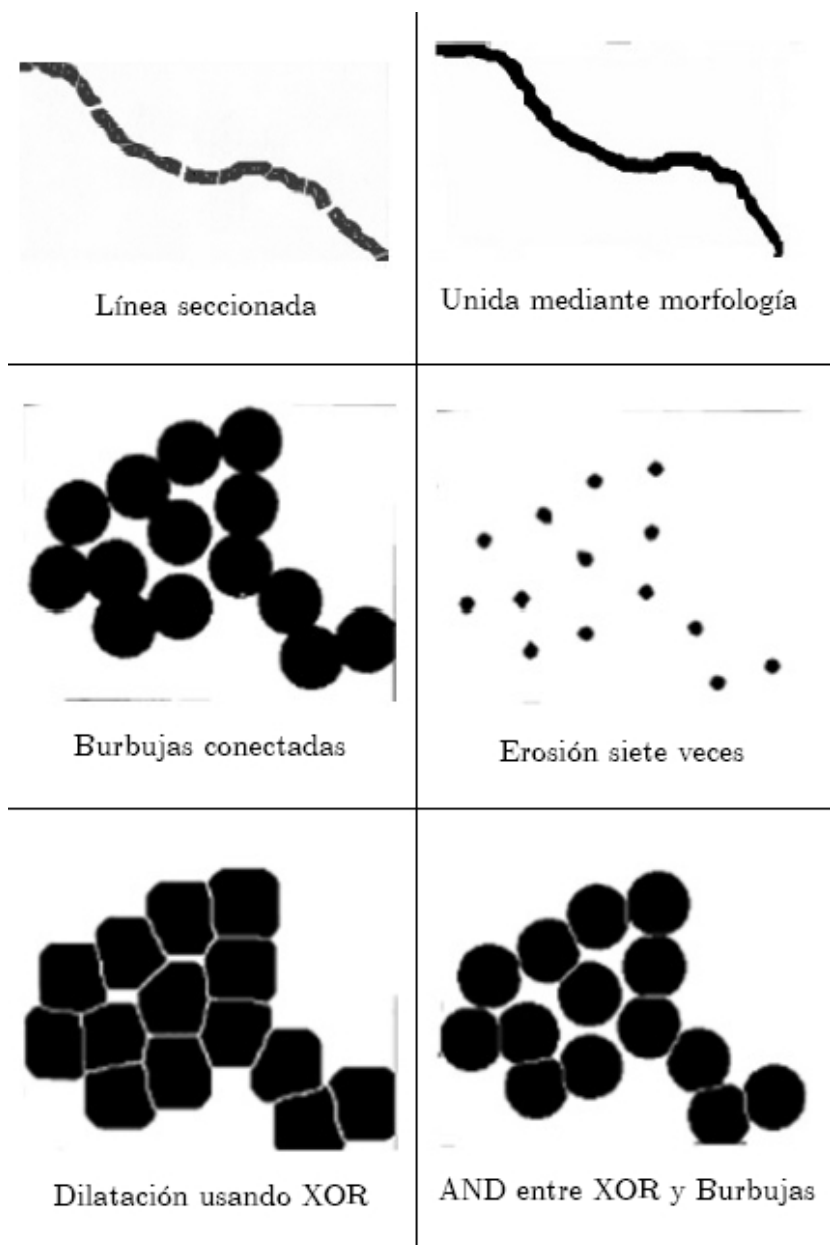 Línea seccionada
Unida mediante morfología
Burbujas conectadas
Erosión siete veces
Dilatación usando XOR
AND entre XOR y Burbujas